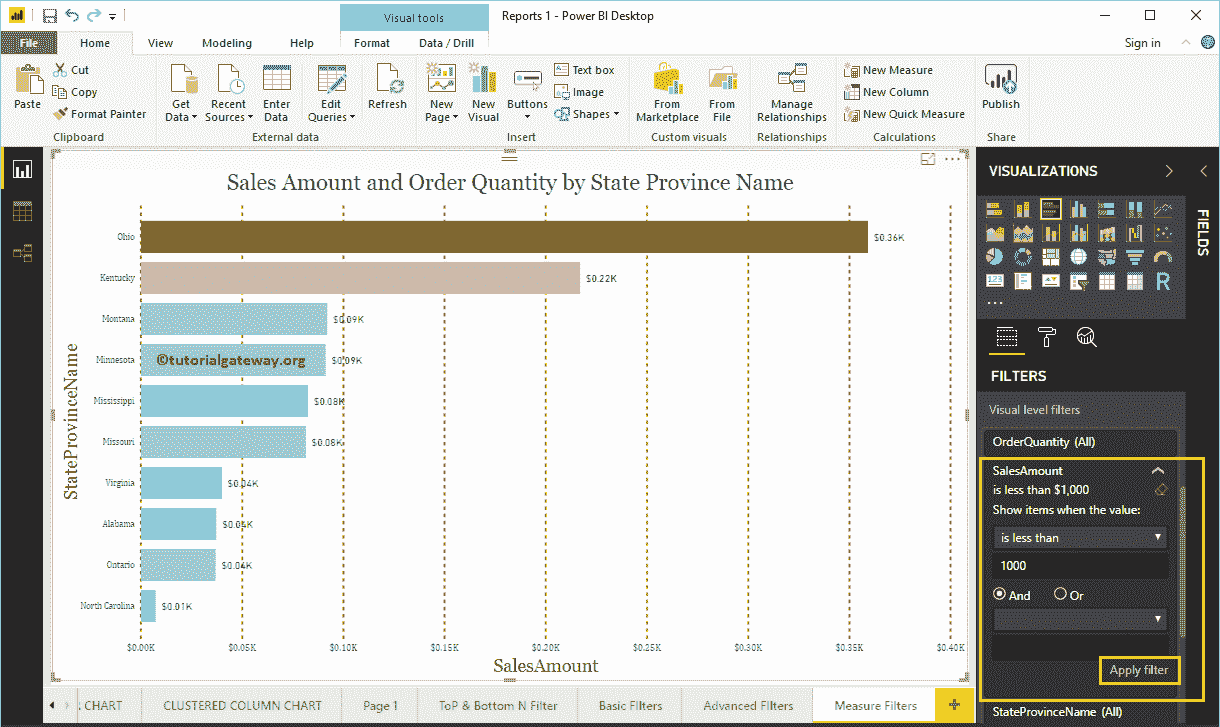 Visual tools
Reports 1 - Power BI Desktop
File
Home
View
Modeling
Help
Format
Data / Drill
Sign in
Paste
Cut
Copy
Format Painter
Clipboard
Get Data
Recent Sources
Enter Data
Edit Queries
External data
Refresh
New Page
New Visual
Buttons
Text box
Image
Shapes
Insert
From Marketplace
From File
Custom visuals
Manage Relationships
Relationships
New Measure
New Column
New Quick Measure
Calculations
Publish
Share
Sales Amount and Order Quantity by State Province Name
StateProvinceName
Ohio $0.36K
Kentucky $0.22K
Montana $0.09K
Minnesota ©tutorialgateway.org $0.09K
Mississippi $0.08K
Missouri $0.08K
Virginia $0.04K
Alabama $0.04K
Ontario $0.04K
North Carolina $0.01K
$0.00K $0.05K $0.10K $0.15K $0.20K $0.25K $0.30K $0.35K $0.40K
SalesAmount
VISUALIZATIONS
FIELDS
123
R
FILTERS
Visual level filters
OrderQuantity (All)
SalesAmount
is less than $1,000
Show items when the value:
is less than
1000
And Or
Apply filter
StateProvinceName (All)
CHART
CLUSTERED COLUMN CHART
Page 1
ToP & Bottom N Filter
Basic FIlters
Advanced FIlters
Measure Filters